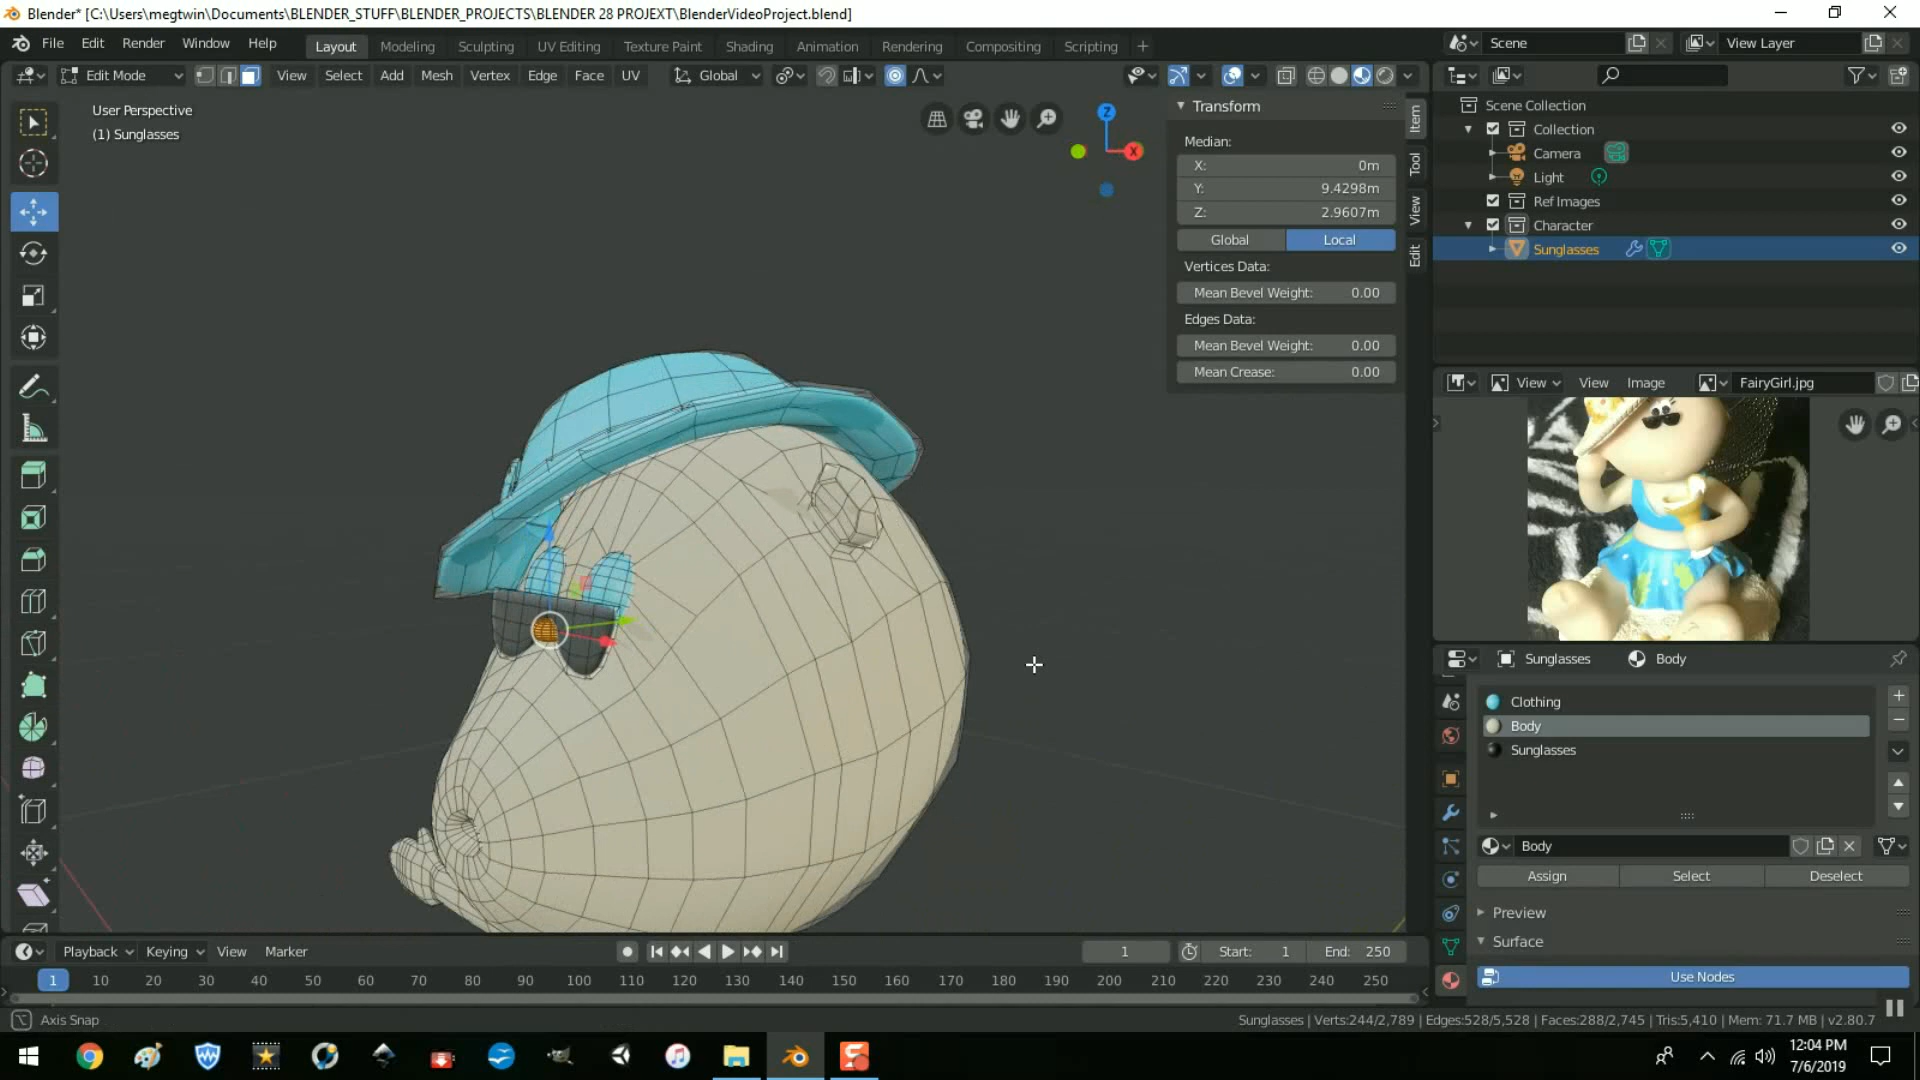 Blender* [C:\Users\megtwin\Documents\BLENDER_STUFF\BLENDER_PROJECTS\BLENDER 28 PROJEXT\BlenderVideoProject.blend]
File Edit Render Window Help Layout Modeling Sculpting UV Editing Texture Paint Shading Animation Rendering Compositing Scripting + Scene View Layer
Edit Mode View Select Add Mesh Vertex Edge Face UV Global
User Perspective
(1) Sunglasses
Z
X
Transform
Median:
X: 0m
Y: 9.4298m
Z: 2.9607m
Global Local
Vertices Data:
Mean Bevel Weight: 0.00
Edges Data:
Mean Bevel Weight: 0.00
Mean Crease: 0.00
Item
Tool
View
Edit
Scene Collection
Collection
Camera
Light
Ref Images
Character
Sunglasses
View View Image FairyGirl.jpg
Sunglasses Body
Clothing
Body
Sunglasses
Body
Assign Select Deselect
Preview
Surface
Use Nodes
Playback Keying View Marker 1 Start: 1 End: 250
1 10 20 30 40 50 60 70 80 90 100 110 120 130 140 150 160 170 180 190 200 210 220 230 240 250
Axis Snap
Sunglasses | Verts:244/2,789 | Edges:528/5,528 | Faces:288/2,745 | Tris:5,410 | Mem: 71.7 MB | v2.80.7
12:04 PM
7/6/2019